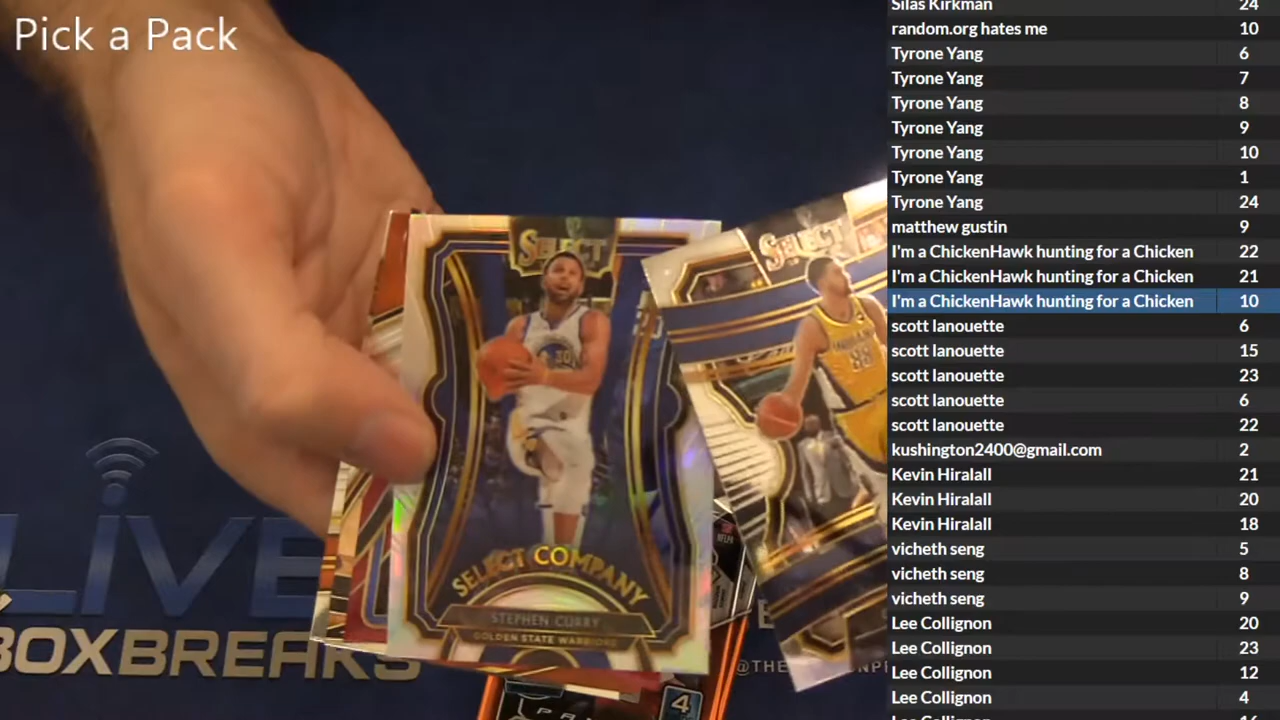 Pick a Pack
SELECT
30
SELECT COMPANY
STEPHEN CURRY
GOLDEN STATE WARRIORS
SELECT
88
NFLPA
4
LIVE
BOXBREAKS
Silas Kirkman 24
random.org hates me 10
Tyrone Yang 6
Tyrone Yang 7
Tyrone Yang 8
Tyrone Yang 9
Tyrone Yang 10
Tyrone Yang 1
Tyrone Yang 24
matthew gustin 9
I'm a ChickenHawk hunting for a Chicken 22
I'm a ChickenHawk hunting for a Chicken 21
I'm a ChickenHawk hunting for a Chicken 10
scott lanouette 6
scott lanouette 15
scott lanouette 23
scott lanouette 6
scott lanouette 22
kushington2400@gmail.com 2
Kevin Hiralall 21
Kevin Hiralall 20
Kevin Hiralall 18
vicheth seng 5
vicheth seng 8
vicheth seng 9
Lee Collignon 20
Lee Collignon 23
Lee Collignon 12
Lee Collignon 4